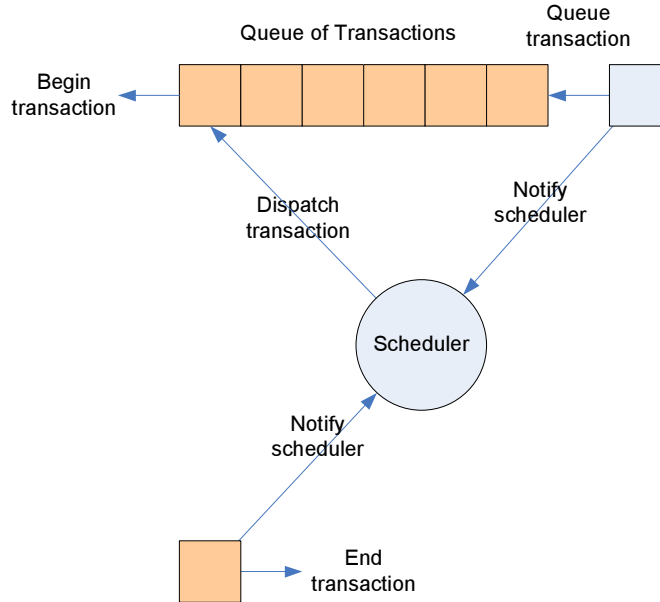 Queue of Transactions
Queue
transaction
Begin
transaction
Dispatch
transaction
Notify
scheduler
Scheduler
Notify
scheduler
End
transaction